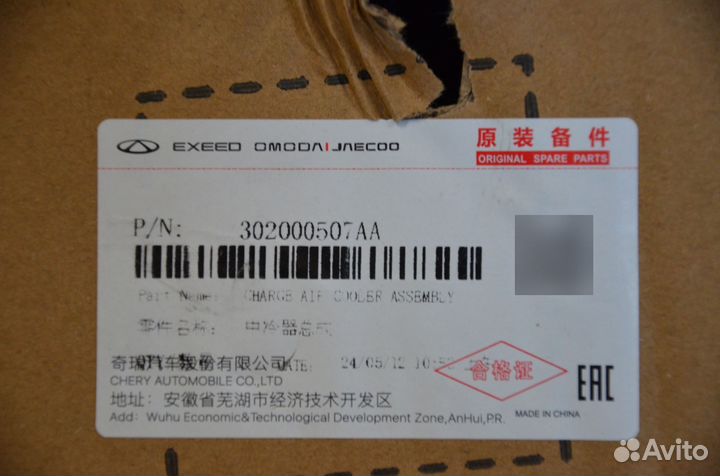 EXEED OMODA JAECOO 原装备件
ORIGINAL SPARE PARTS
P/N: 302000507AA
Part Name: CHARGE AIR COOLER ASSEMBLY
零件名称: 中冷器总成
奇瑞汽车股份有限公司 DATE: 24/05/12
CHERY AUTOMOBILE CO.,LTD
合格证
EAC
地址: 安徽省芜湖市经济技术开发区
MADE IN CHINA
Add: Wuhu Economic&Technological Development Zone,AnHui,P.R.
Avito